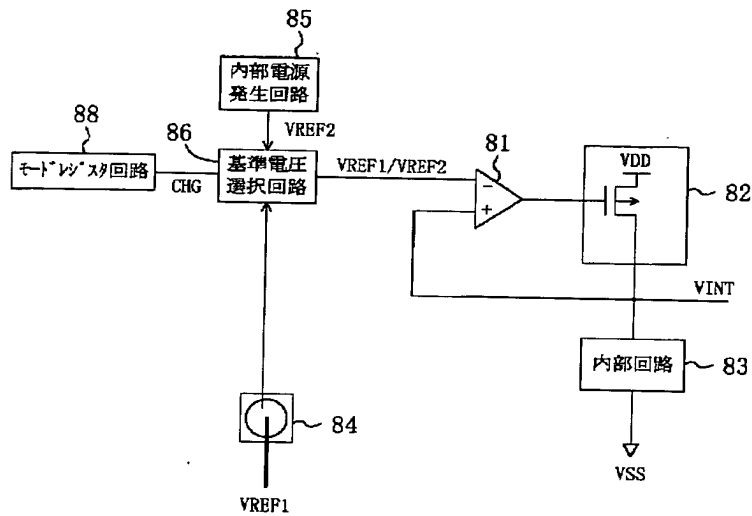 85
内部電源
発生回路
VREF2
88
モードレジスタ回路
CHG
86
基準電圧
選択回路
VREF1/VREF2
81
-
+
VDD
82
VINT
内部回路
83
VSS
84
VREF1